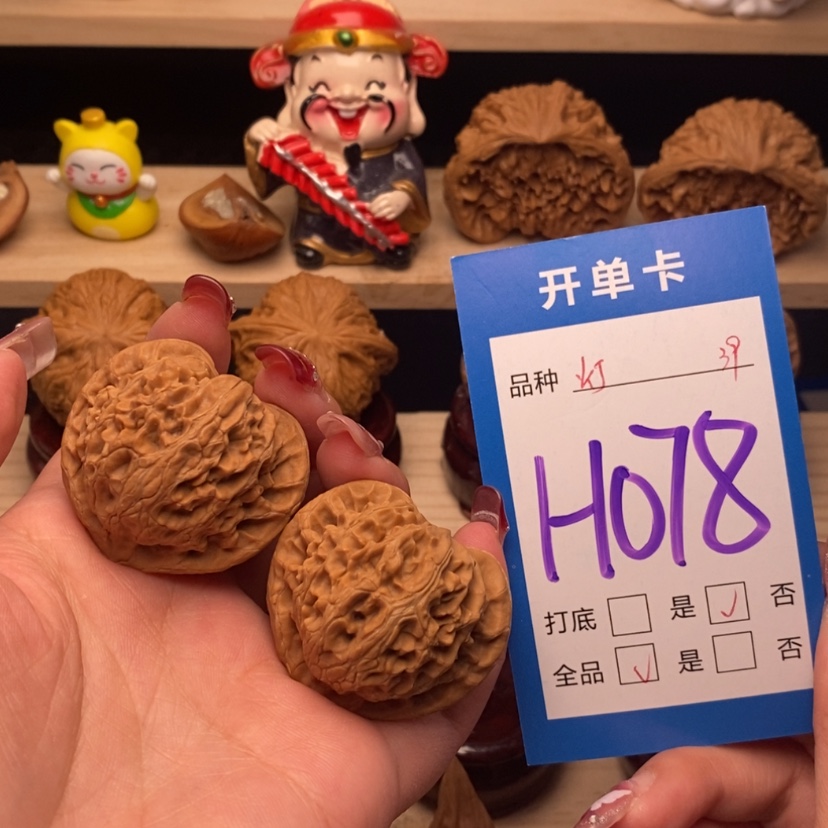 开单卡
品种 灯
H078
打底 □ 是 ☑ 否
全品 ☑ 是 □ 否